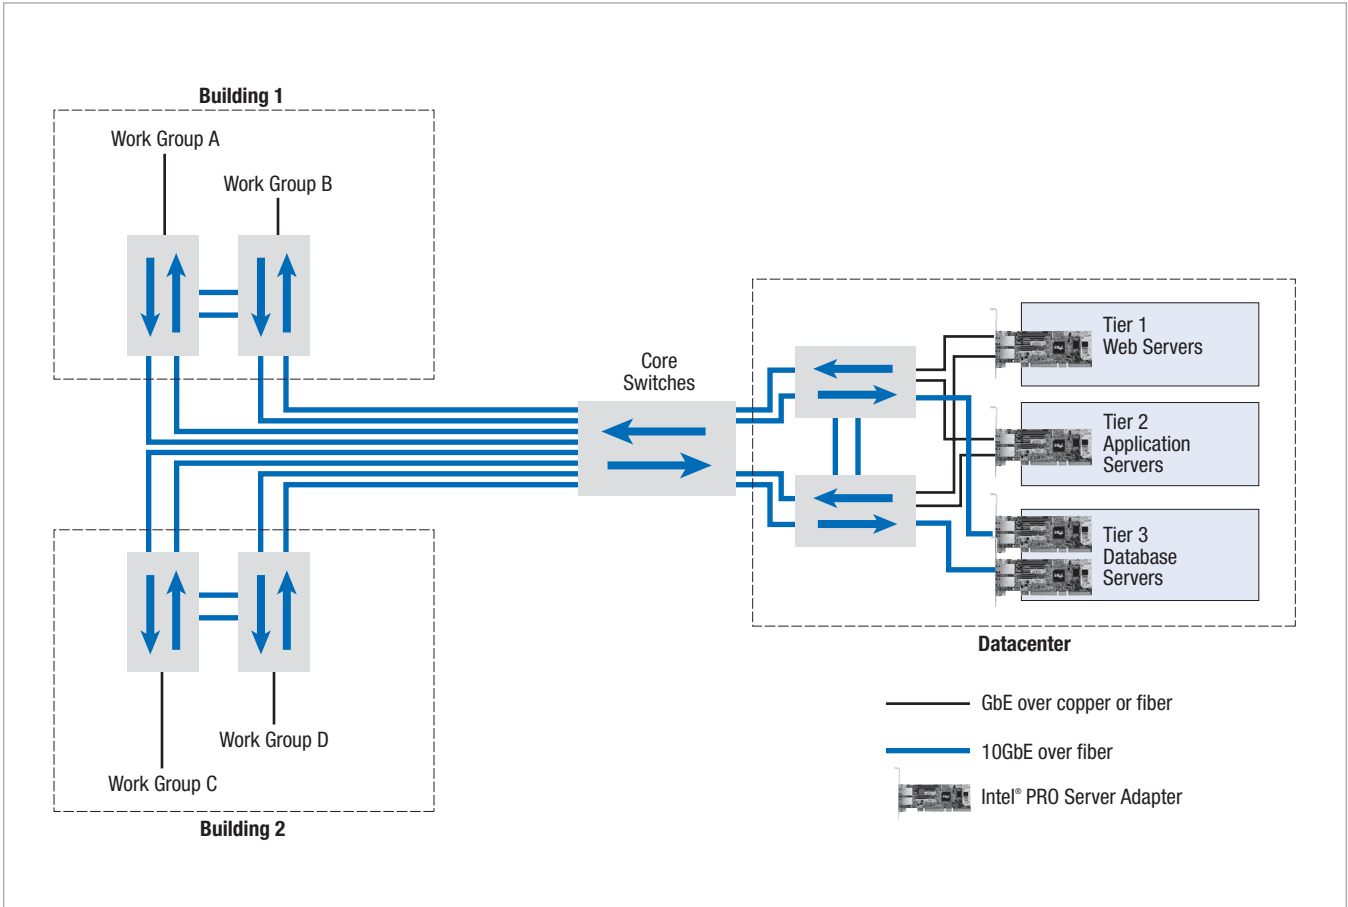 Building 1
Work Group A
Work Group B
Core
Switches
Tier 1
Web Servers
Tier 2
Application
Servers
Tier 3
Database
Servers
Datacenter
Work Group D
Work Group C
Building 2
GbE over copper or fiber
10GbE over fiber
Intel® PRO Server Adapter